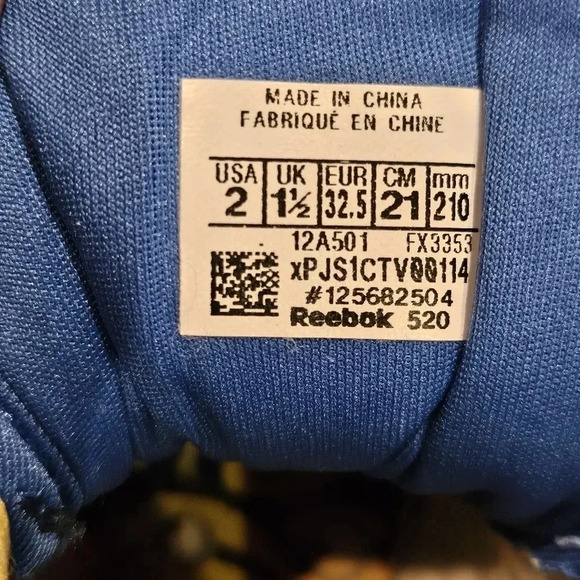 MADE IN CHINA
FABRIQUÉ EN CHINE
USA UK EUR CM mm
2 1½ 32.5 21 210
12A501 FX3353
xPJS1CTV00114
#125682504
Reebok 520